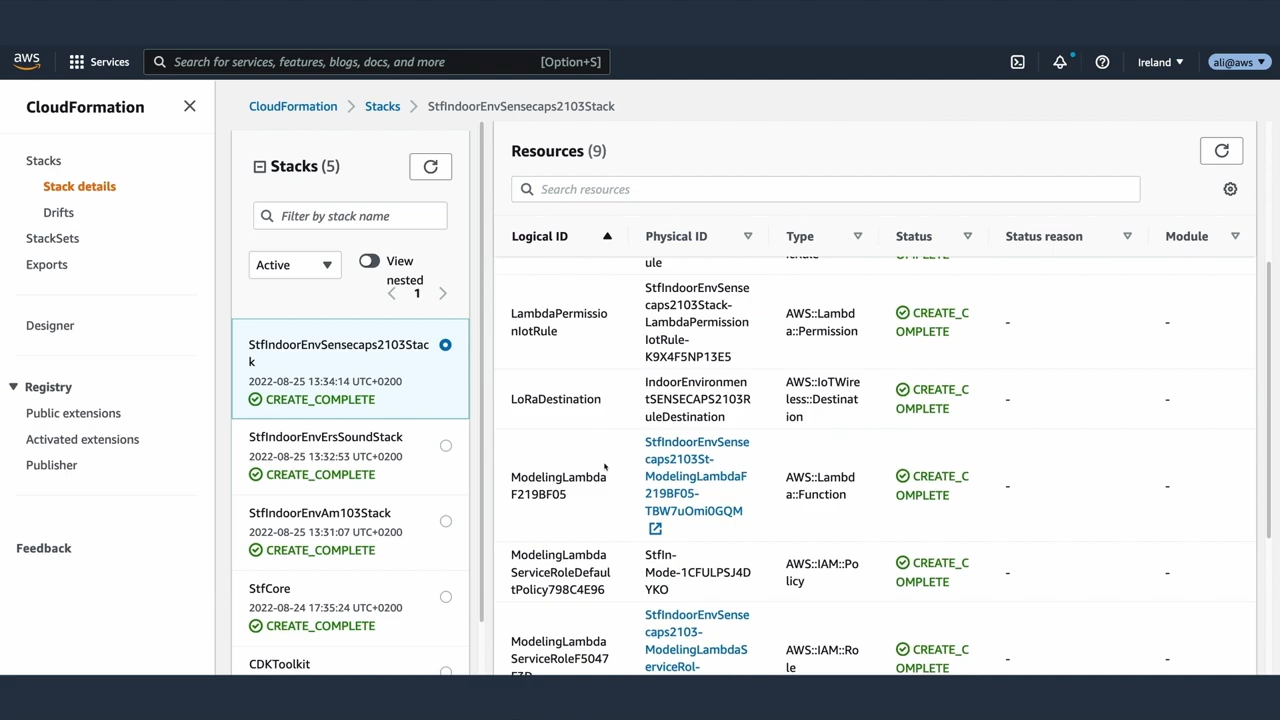 aws
Services
Search for services, features, blogs, docs, and more
[Option+S]
Ireland
ali@aws
CloudFormation
Stacks
Stack details
Drifts
StackSets
Exports
Designer
Registry
Public extensions
Activated extensions
Publisher
Feedback
CloudFormation
Stacks
StfIndoorEnvSensecaps2103Stack
Stacks (5)
Filter by stack name
Active
View
nested
1
StfIndoorEnvSensecaps2103Stac
k
2022-08-25 13:34:14 UTC+0200
CREATE_COMPLETE
StfIndoorEnvErsSoundStack
2022-08-25 13:32:53 UTC+0200
CREATE_COMPLETE
StfIndoorEnvAm103Stack
2022-08-25 13:31:07 UTC+0200
CREATE_COMPLETE
StfCore
2022-08-24 17:35:24 UTC+0200
CREATE_COMPLETE
CDKToolkit
Resources (9)
Search resources
Logical ID
Physical ID
Type
Status
Status reason
Module
ule
OMPLETE
LambdaPermissio
nIotRule
StfIndoorEnvSense
caps2103Stack-
LambdaPermission
IotRule-
K9X4F5NP13E5
AWS::Lambd
a::Permission
CREATE_C
OMPLETE
-
-
LoRaDestination
IndoorEnvironmen
tSENSECAPS2103R
uleDestination
AWS::IoTWire
less::Destinat
ion
CREATE_C
OMPLETE
-
-
ModelingLambda
F219BF05
StfIndoorEnvSense
caps2103St-
ModelingLambdaF
219BF05-
TBW7uOmi0GQM
AWS::Lambd
a::Function
CREATE_C
OMPLETE
-
-
ModelingLambda
ServiceRoleDefaul
tPolicy798C4E96
StfIn-
Mode-1CFULPSJ4D
YKO
AWS::IAM::Po
licy
CREATE_C
OMPLETE
-
-
ModelingLambda
ServiceRoleF5047
StfIndoorEnvSense
caps2103-
ModelingLambdaS
erviceRol-
AWS::IAM::Ro
le
CREATE_C
OMPLETE
-
-